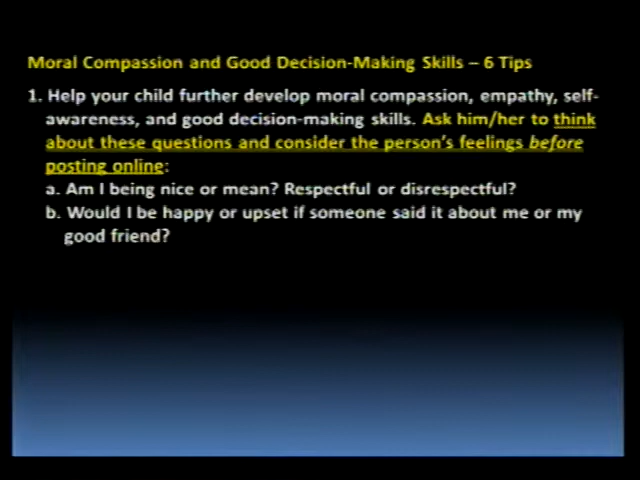 Moral Compassion and Good Decision-Making Skills – 6 Tips
1. Help your child further develop moral compassion, empathy, self-
awareness, and good decision-making skills. Ask him/her to think
about these questions and consider the person's feelings before
posting online:
a. Am I being nice or mean? Respectful or disrespectful?
b. Would I be happy or upset if someone said it about me or my
good friend?